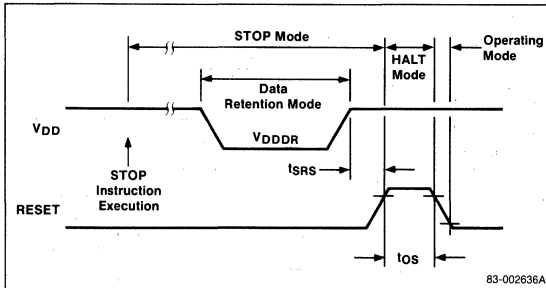 STOP Mode
Operating
Mode
HALT
Mode
Data
Retention Mode
VDD
VDDDR
tSRS
STOP
Instruction
Execution
RESET
tOS
83-002636A